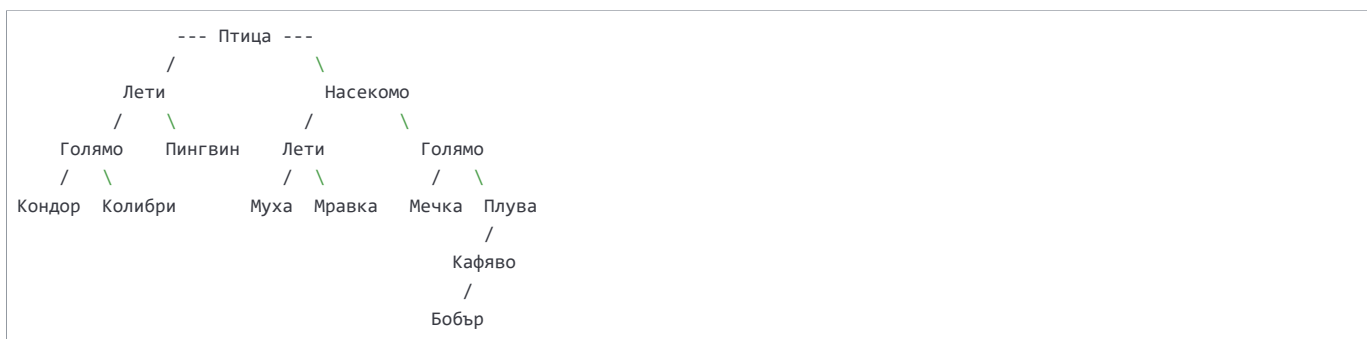 --- Птица ---
/ \
Лети Насекомо
/ \ / \
Голямо Пингвин Лети Голямо
/ \ / \ / \
Кондор Колибри Муха Мравка Мечка Плува
/
Кафяво
/
Бобър